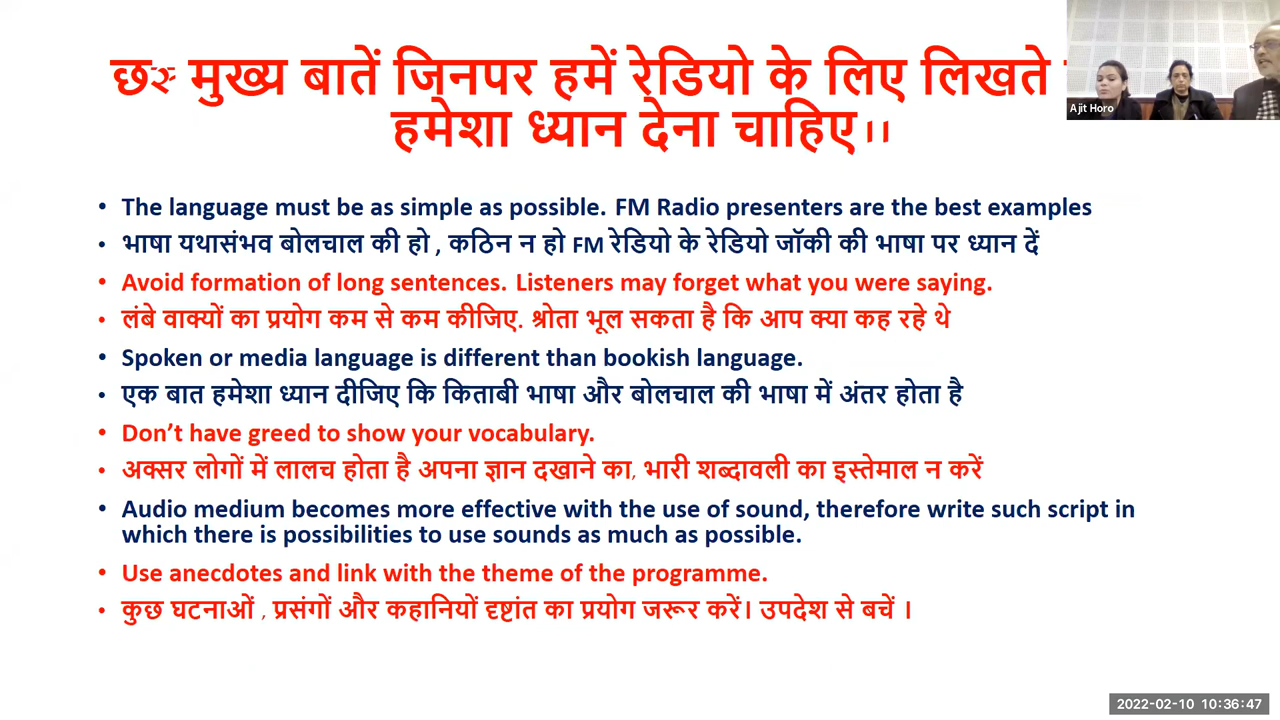 छः मुख्य बातें जिनपर हमें रेडियो के लिए लिखते
हमेशा ध्यान देना चाहिए।।
• The language must be as simple as possible. FM Radio presenters are the best examples
• भाषा यथासंभव बोलचाल की हो , कठिन न हो FM रेडियो के रेडियो जॉकी की भाषा पर ध्यान दें
• Avoid formation of long sentences. Listeners may forget what you were saying.
• लंबे वाक्यों का प्रयोग कम से कम कीजिए. श्रोता भूल सकता है कि आप क्या कह रहे थे
• Spoken or media language is different than bookish language.
• एक बात हमेशा ध्यान दीजिए कि किताबी भाषा और बोलचाल की भाषा में अंतर होता है
• Don’t have greed to show your vocabulary.
• अक्सर लोगों में लालच होता है अपना ज्ञान दखाने का, भारी शब्दावली का इस्तेमाल न करें
• Audio medium becomes more effective with the use of sound, therefore write such script in
which there is possibilities to use sounds as much as possible.
• Use anecdotes and link with the theme of the programme.
• कुछ घटनाओं , प्रसंगों और कहानियों दृष्टांत का प्रयोग जरूर करें। उपदेश से बचें ।
Ajit Horo
2022-02-10 10:36:47